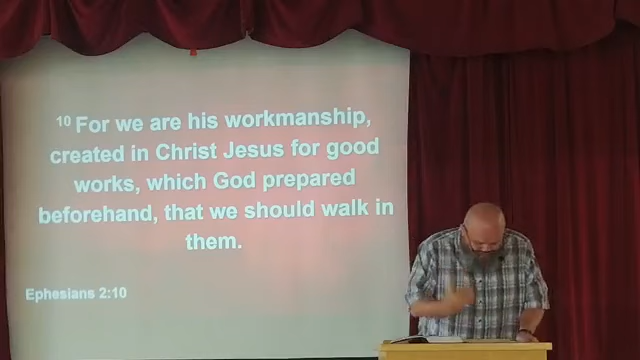 10 For we are his workmanship,
created in Christ Jesus for good
works, which God prepared
beforehand, that we should walk in
them.
Ephesians 2:10